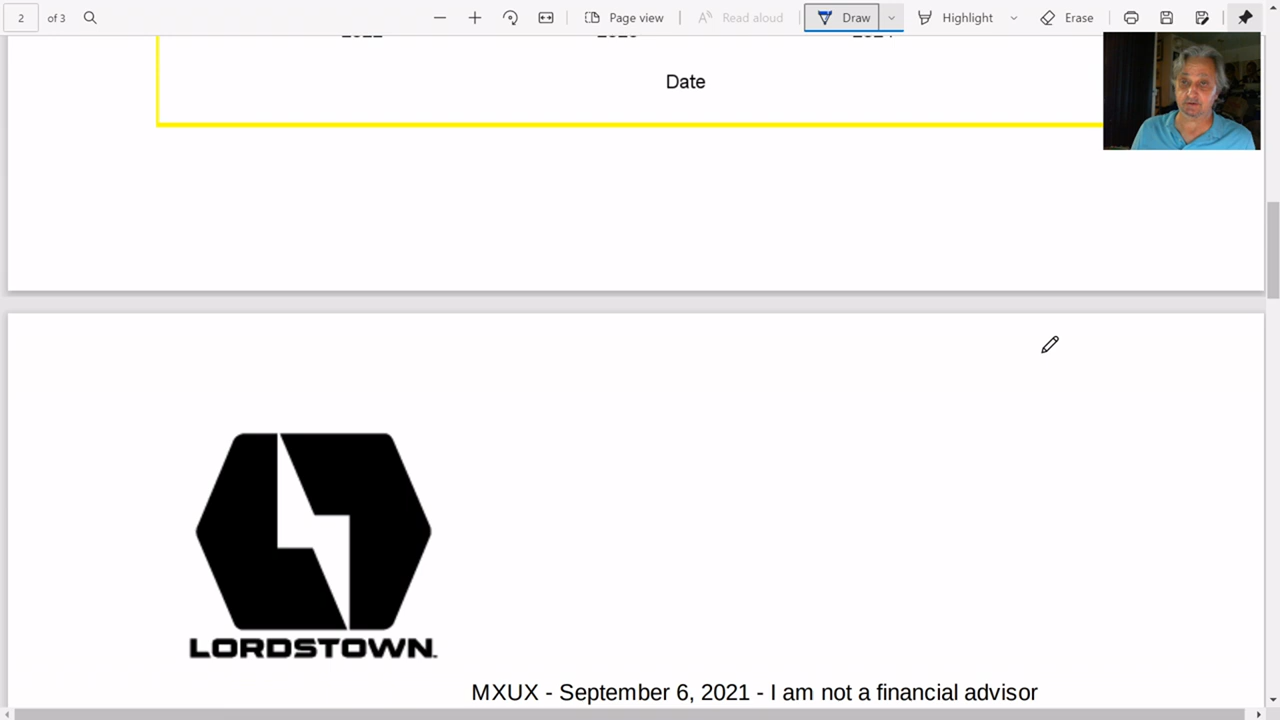 2 of 3 Page view Read aloud Draw Highlight Erase
Date
LORDSTOWN
MXUX - September 6, 2021 - I am not a financial advisor